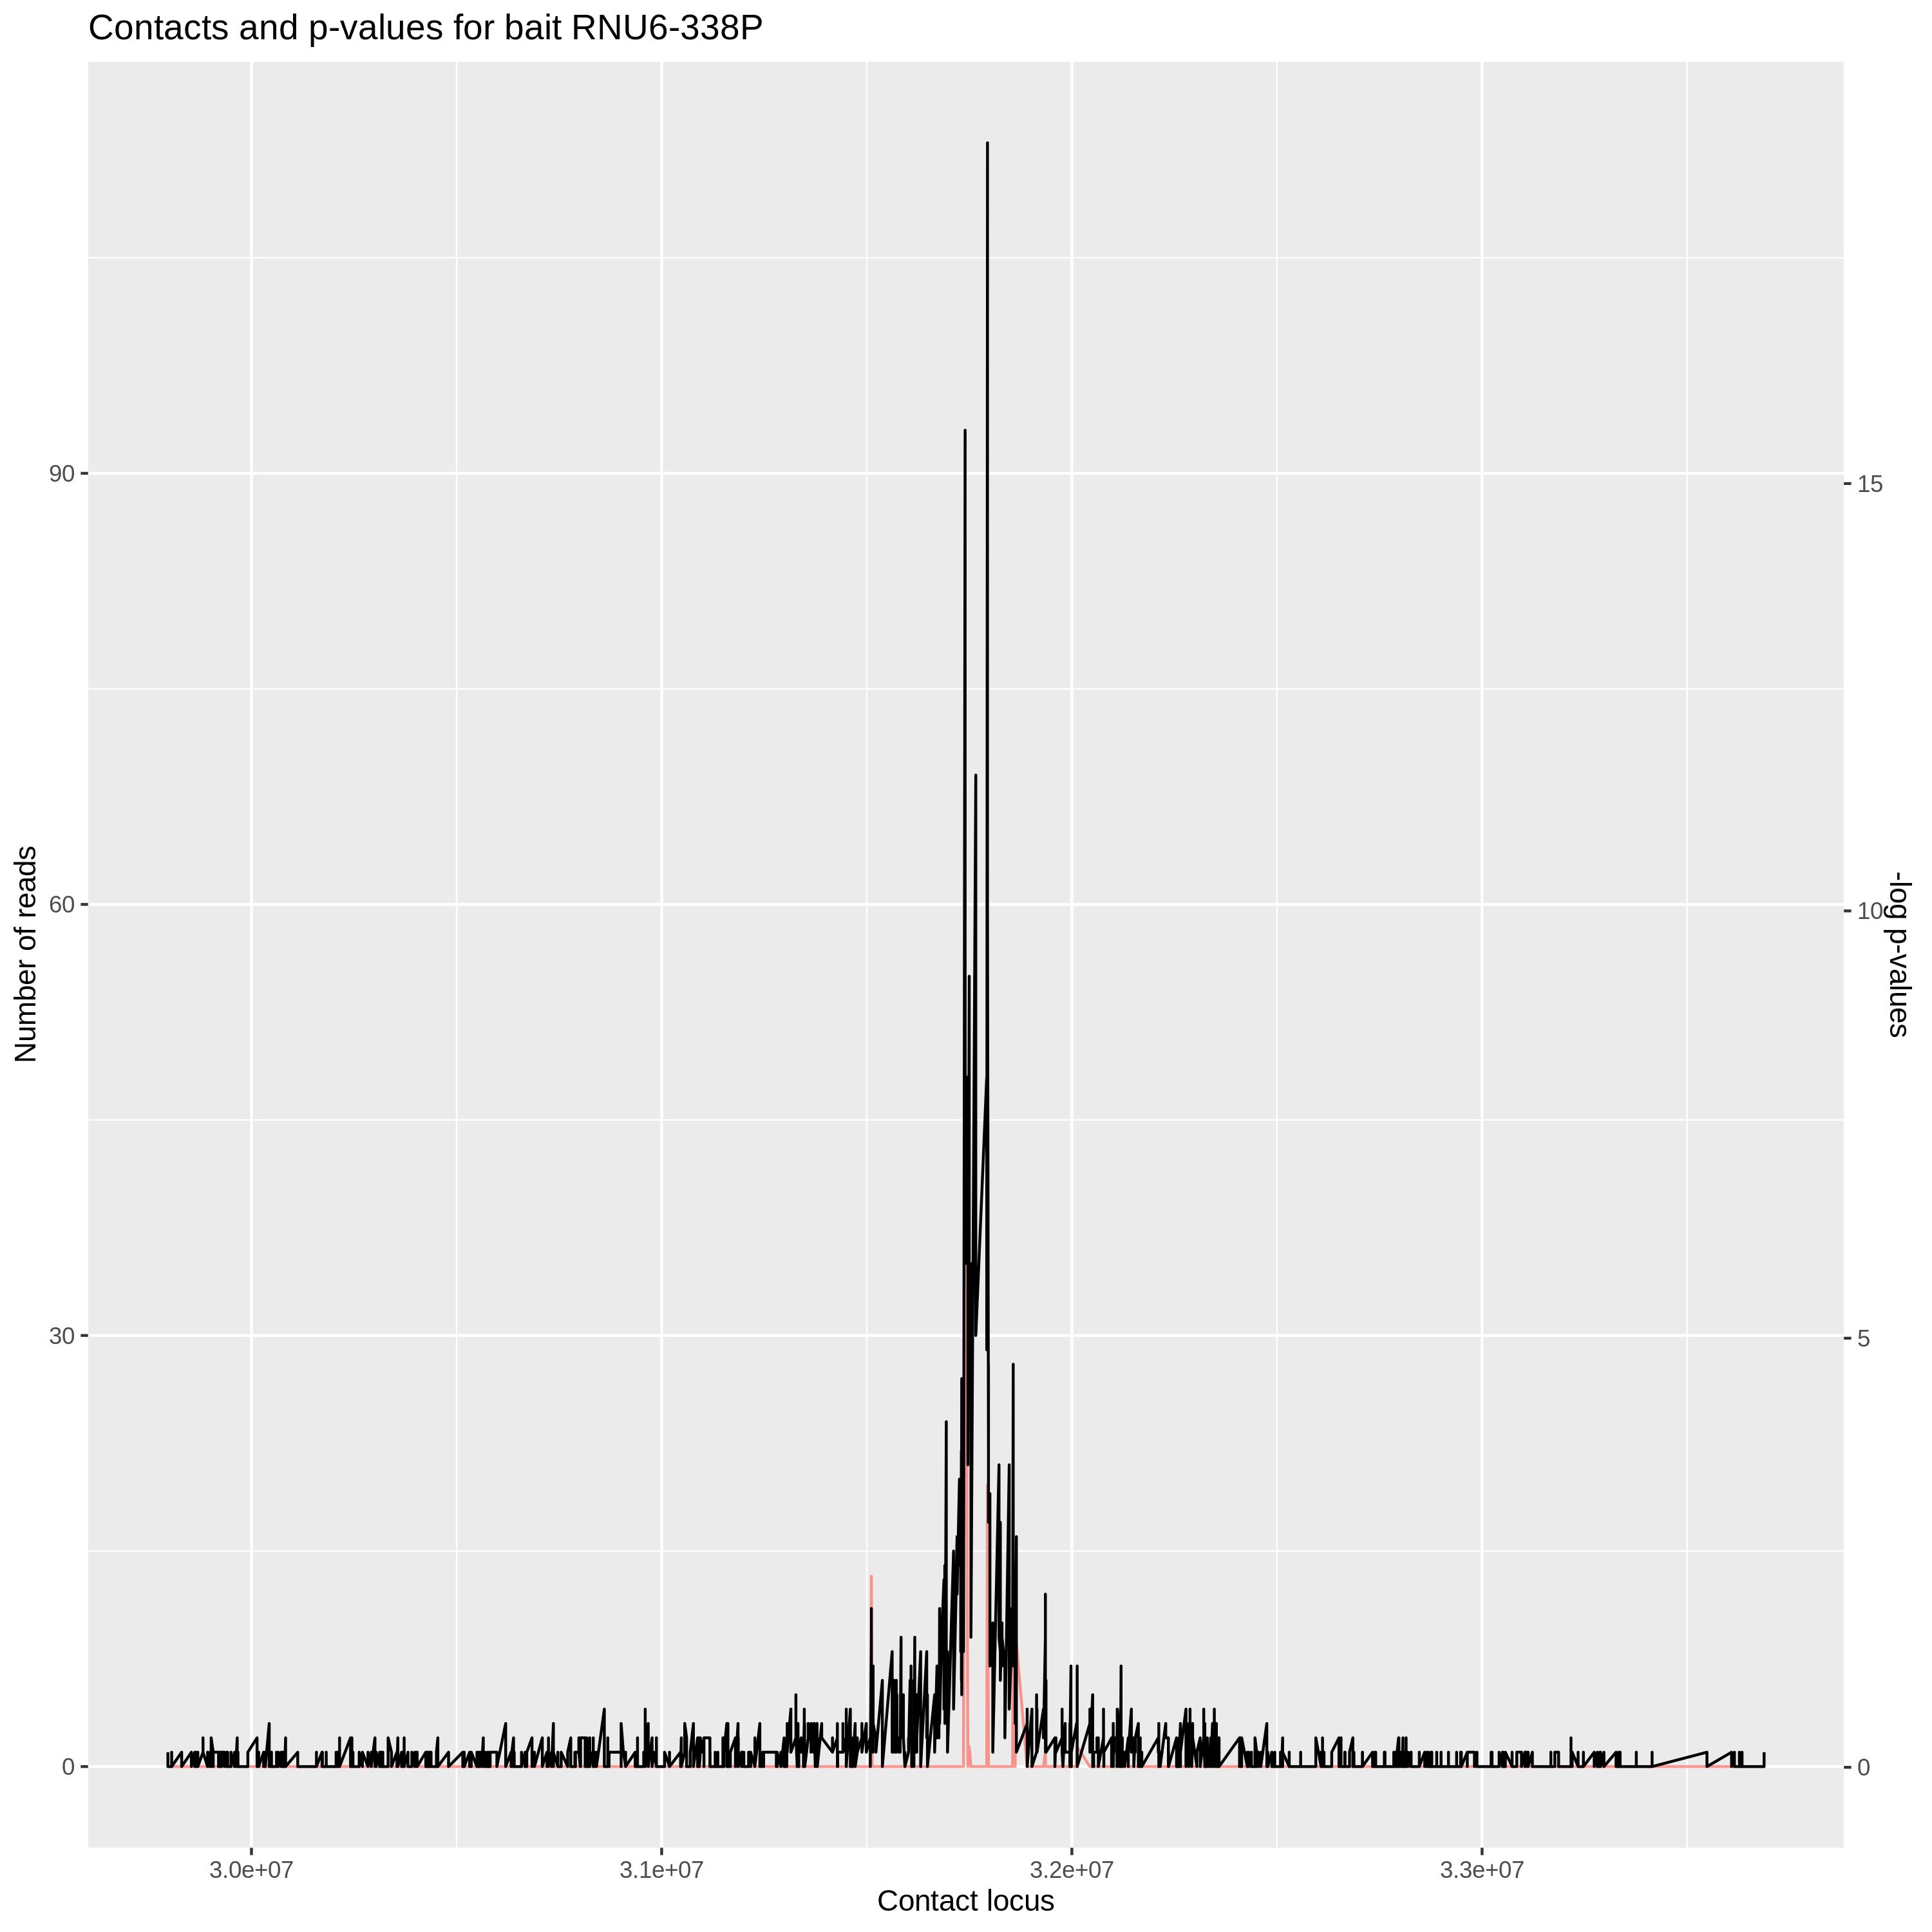 Contacts and p-values for bait RNU6-338P
Number of reads
90
60
30
0
15
10
5
0
-log p-values
3.0e+07
3.1e+07
3.2e+07
3.3e+07
Contact locus